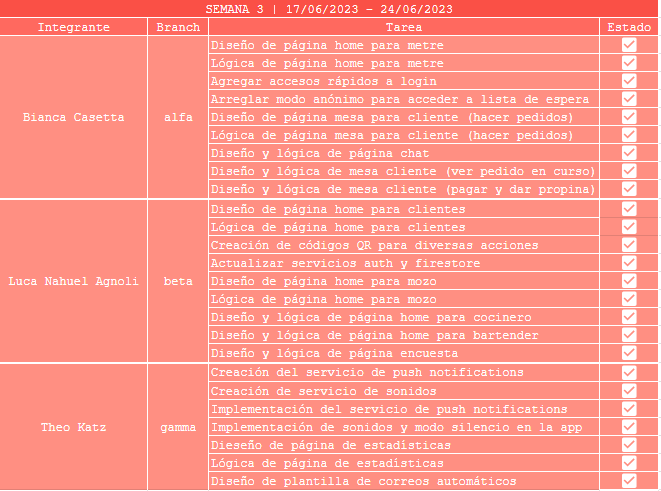 SEMANA 3 | 17/06/2023 – 24/06/2023
Integrante Branch Tarea Estado
Bianca Casetta alfa
Diseño de página home para metre
Lógica de página home para metre
Agregar accesos rápidos a login
Arreglar modo anónimo para acceder a lista de espera
Diseño de página mesa para cliente (hacer pedidos)
Lógica de página mesa para cliente (hacer pedidos)
Diseño y lógica de página chat
Diseño y lógica de mesa cliente (ver pedido en curso)
Diseño y lógica de mesa cliente (pagar y dar propina)
Luca Nahuel Agnoli beta
Diseño de página home para clientes
Lógica de página home para clientes
Creación de códigos QR para diversas acciones
Actualizar servicios auth y firestore
Diseño de página home para mozo
Lógica de página home para mozo
Diseño y lógica de página home para cocinero
Diseño y lógica de página home para bartender
Diseño y lógica de página encuesta
Theo Katz gamma
Creación del servicio de push notifications
Creación de servicio de sonidos
Implementación del servicio de push notifications
Implementación de sonidos y modo silencio en la app
Dieseño de página de estadísticas
Lógica de página de estadísticas
Diseño de plantilla de correos automáticos